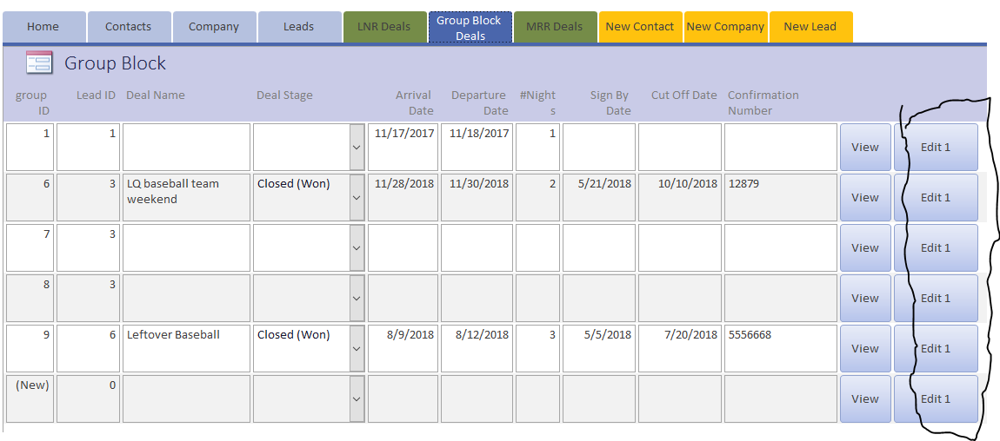 Home Contacts Company Leads LNR Deals Group Block Deals MRR Deals New Contact New Company New Lead
Group Block
group ID Lead ID Deal Name Deal Stage Arrival Date Departure Date #Nights Sign By Date Cut Off Date Confirmation Number
1 1 11/17/2017 11/18/2017 1 View Edit 1
6 3 LQ baseball team weekend Closed (Won) 11/28/2018 11/30/2018 2 5/21/2018 10/10/2018 12879 View Edit 1
7 3 View Edit 1
8 3 View Edit 1
9 6 Leftover Baseball Closed (Won) 8/9/2018 8/12/2018 3 5/5/2018 7/20/2018 5556668 View Edit 1
(New) 0 View Edit 1